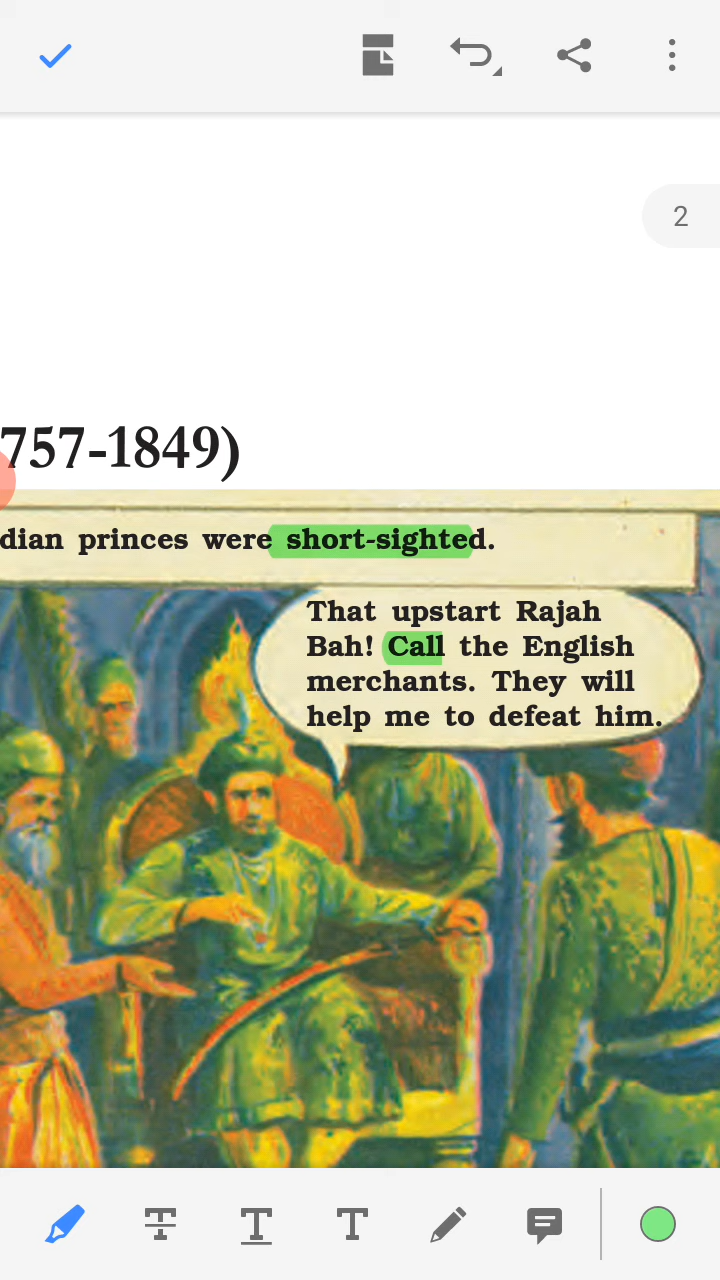 2
757-1849)
dian princes were short-sighted.
That upstart Rajah
Bah! Call the English
merchants. They will
help me to defeat him.